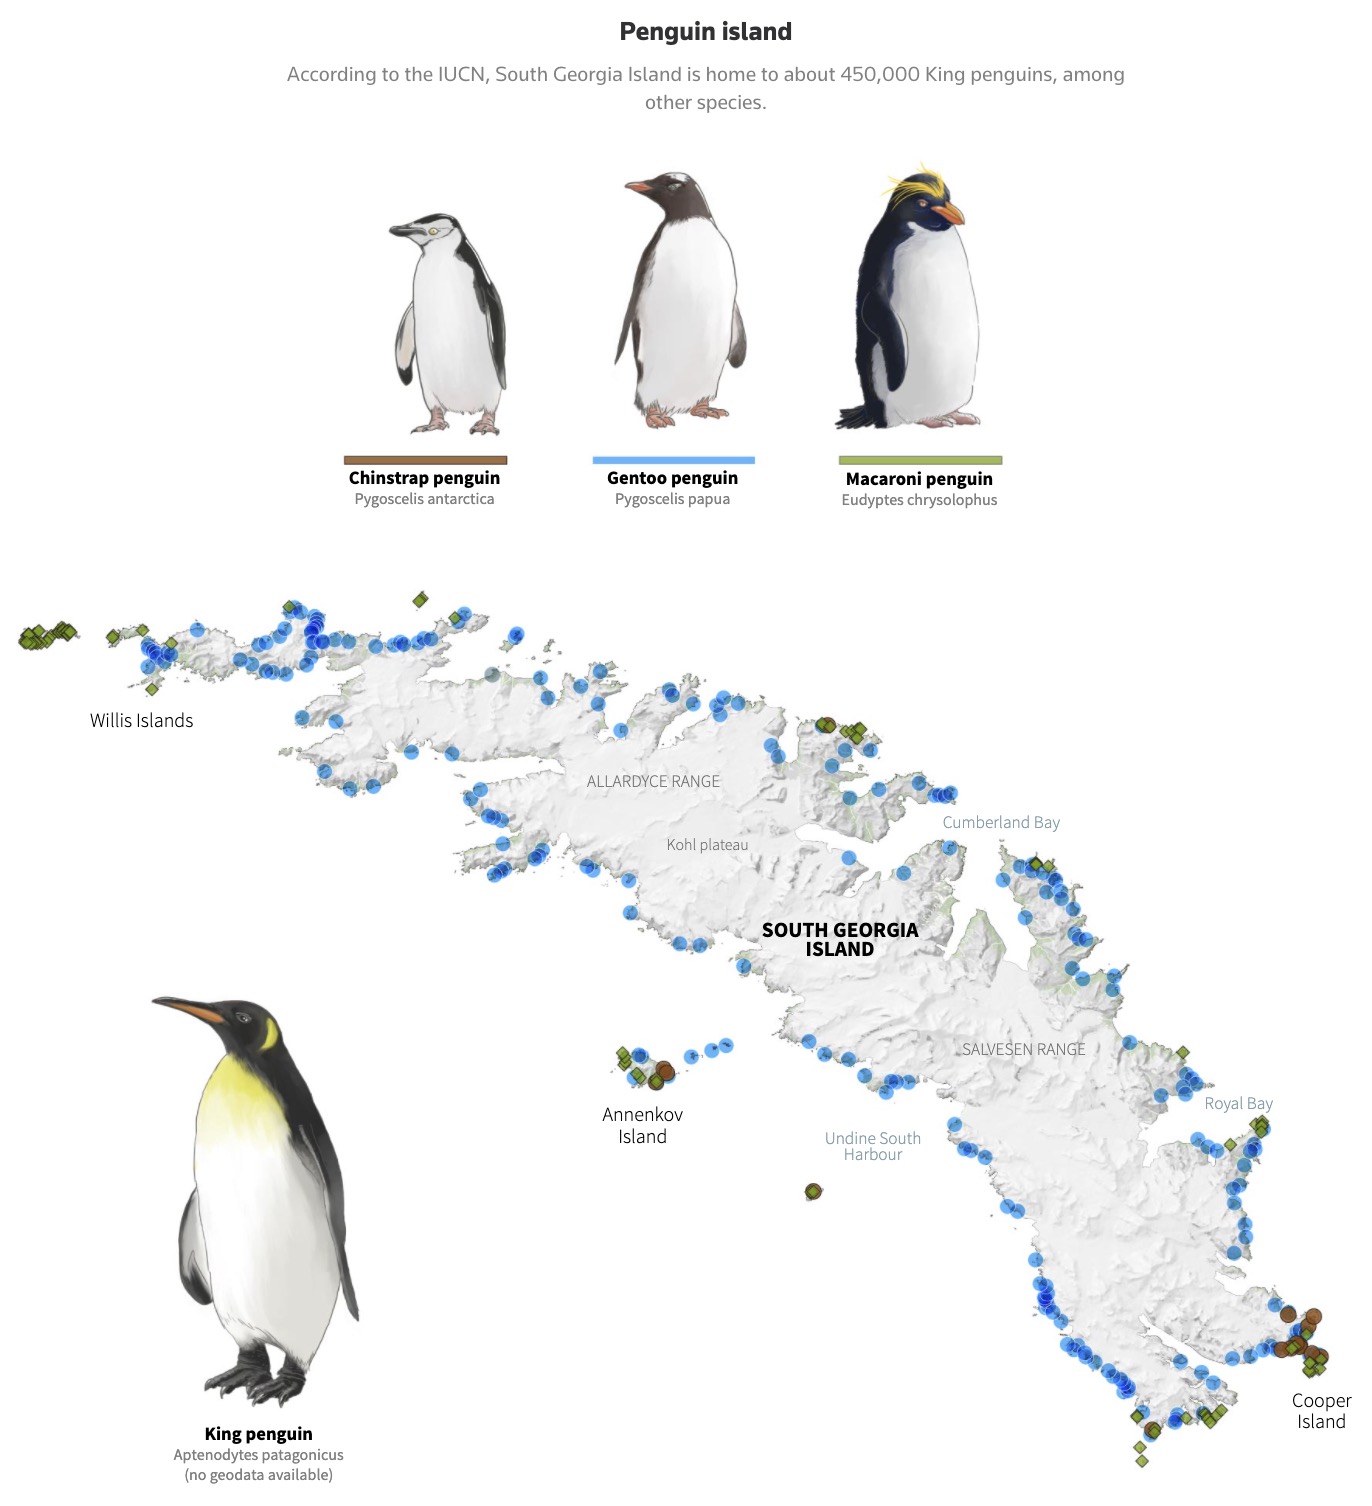 Penguin island
According to the IUCN, South Georgia Island is home to about 450,000 King penguins, among
other species.
Chinstrap penguin
Pygoscelis antarctica
Gentoo penguin
Pygoscelis papua
Macaroni penguin
Eudyptes chrysolophus
Willis Islands
ALLARDYCE RANGE
Cumberland Bay
Kohl plateau
SOUTH GEORGIA
ISLAND
SALVESEN RANGE
Annenkov
Island
Royal Bay
Undine South
Harbour
Cooper
Island
King penguin
Aptenodytes patagonicus
(no geodata available)